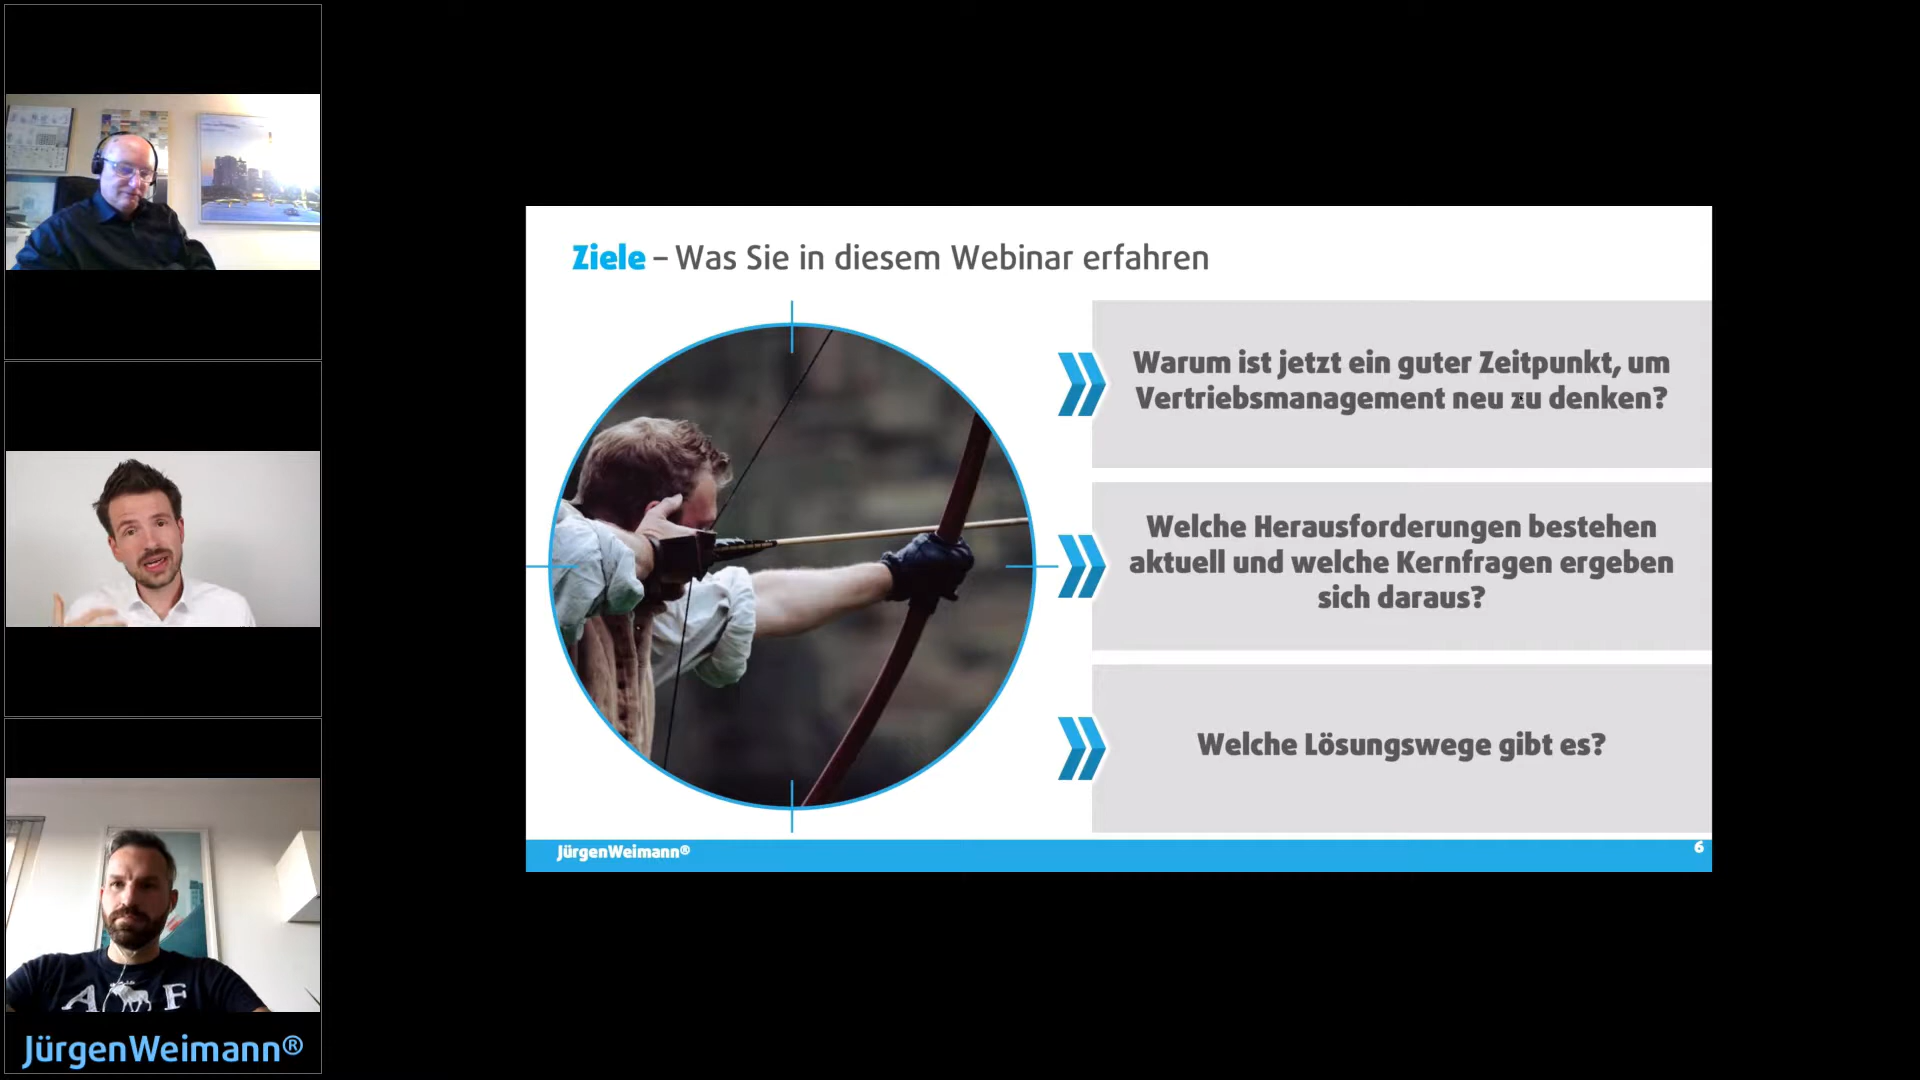 Ziele – Was Sie in diesem Webinar erfahren
Warum ist jetzt ein guter Zeitpunkt, um
Vertriebsmanagement neu zu denken?
Welche Herausforderungen bestehen
aktuell und welche Kernfragen ergeben
sich daraus?
Welche Lösungswege gibt es?
JürgenWeimann®
6
A F
JürgenWeimann®